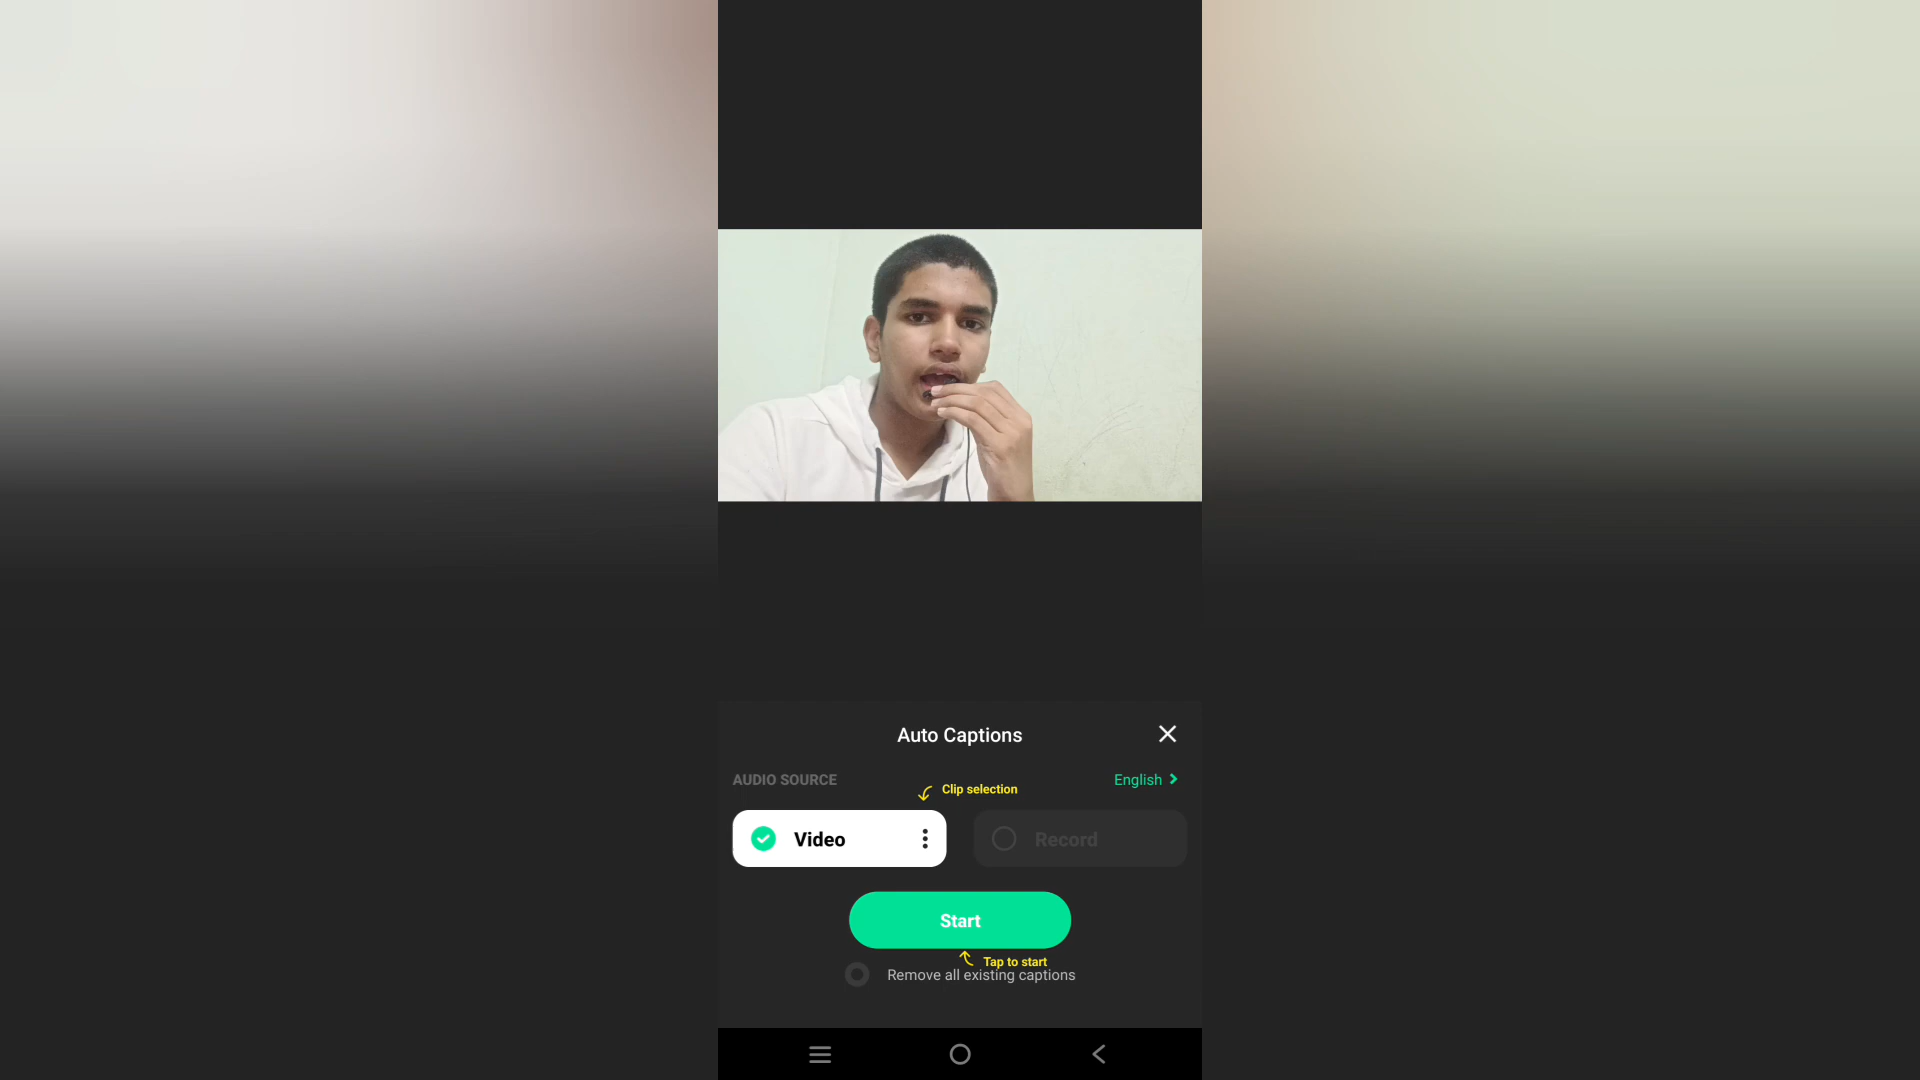 Auto Captions
AUDIO SOURCE
English
Clip selection
Video
Record
Start
Tap to start
Remove all existing captions